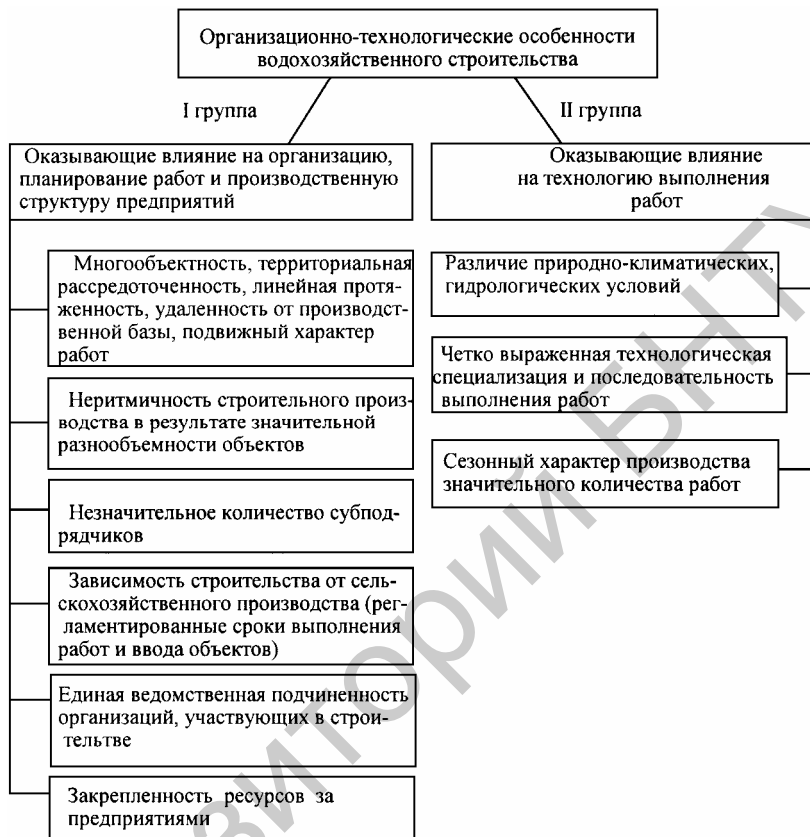 Организационно-технологические особенности
водохозяйственного строительства
I группа
II группа
Оказывающие влияние на организацию,
планирование работ и производственную
структуру предприятий
Многообъектность, территориальная
рассредоточенность, линейная протя-
женность, удаленность от производст-
венной базы, подвижный характер
работ
Неритмичность строительного произ-
водства в результате значительной
разнообъемности объектов
Незначительное количество субпод-
рядчиков
Зависимость строительства от сель-
скохозяйственного производства (рег-
ламентированные сроки выполнения
работ и ввода объектов)
Единая ведомственная подчиненность
организаций, участвующих в строи-
тельстве
Закрепленность ресурсов за
предприятиями
Оказывающие влияние
на технологию выполнения
работ
Различие природно-климатических,
гидрологических условий
Четко выраженная технологическая
специализация и последовательность
выполнения работ
Сезонный характер производства
значительного количества работ
виторий БНТУ